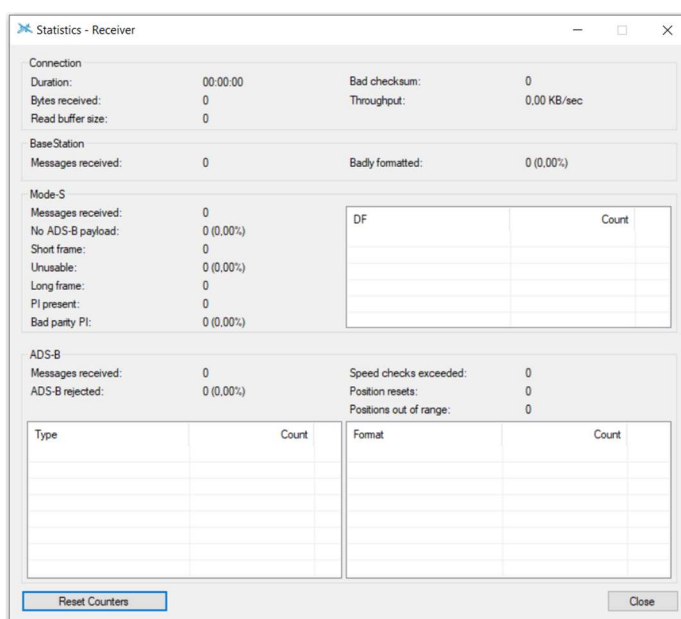 Statistics - Receiver
Connection
Duration: 00:00:00 Bad checksum: 0
Bytes received: 0 Throughput: 0,00 KB/sec
Read buffer size: 0
BaseStation
Messages received: 0 Badly formatted: 0 (0,00%)
Mode-S
Messages received: 0
No ADS-B payload: 0 (0,00%)
Short frame: 0
Unusable: 0 (0,00%)
Long frame: 0
PI present: 0
Bad parity PI: 0 (0,00%)
DF Count
ADS-B
Messages received: 0 Speed checks exceeded: 0
ADS-B rejected: 0 (0,00%) Position resets: 0
Positions out of range: 0
Type Count Format Count
Reset Counters Close